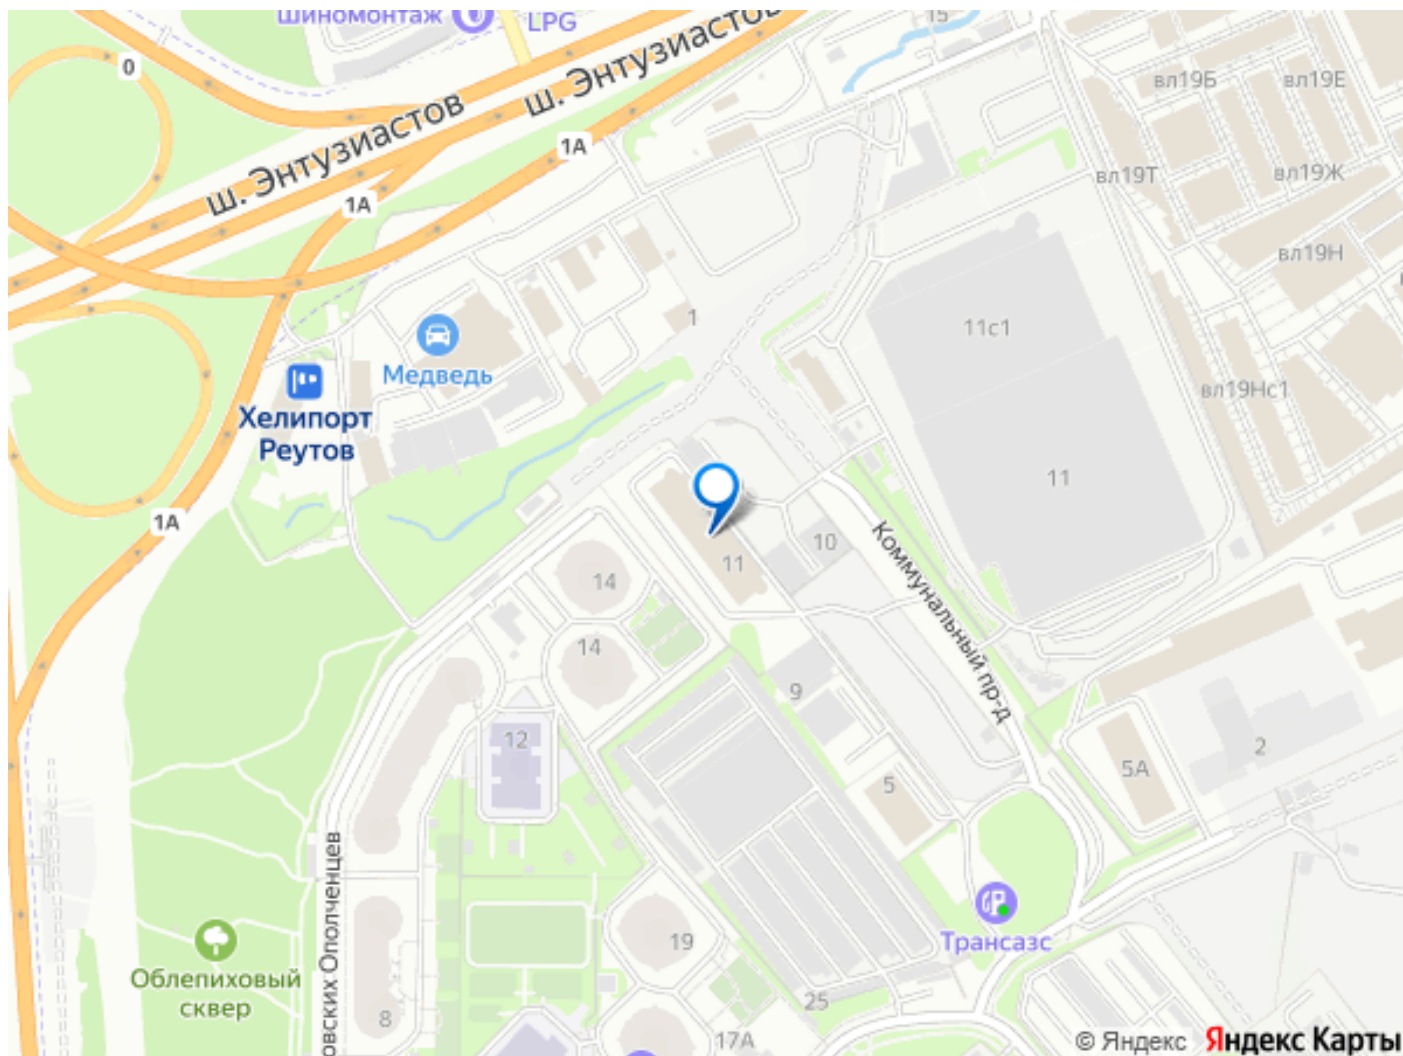 Шиномонтаж
LPG
15
0
ш. Энтузиастов
ш. Энтузиастов
вл19Б
вл19Е
1А
вл19Т
вл19Ж
1А
вл19Н
1
11с1
Медведь
вл19Нс1
Хелипорт
Реутов
11
1А
10
Коммунальный пр-д
11
14
14
9
12
2
5А
5
овских Ополченцев
19
Трансазс
Облепиховый
сквер
25
8
17А
© Яндекс Яндекс Карты